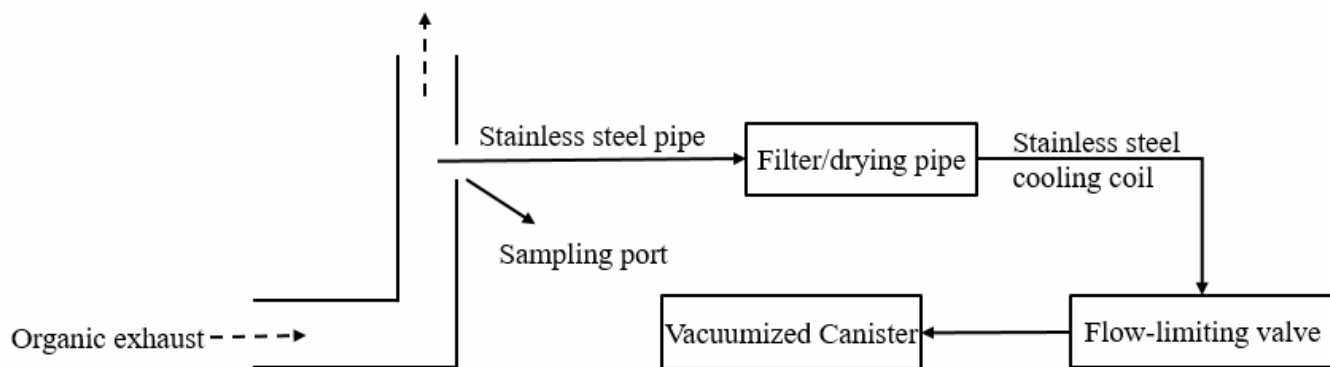 Stainless steel pipe
Filter/drying pipe
Stainless steel
cooling coil
Sampling port
Organic exhaust
Vacuumized Canister
Flow-limiting valve